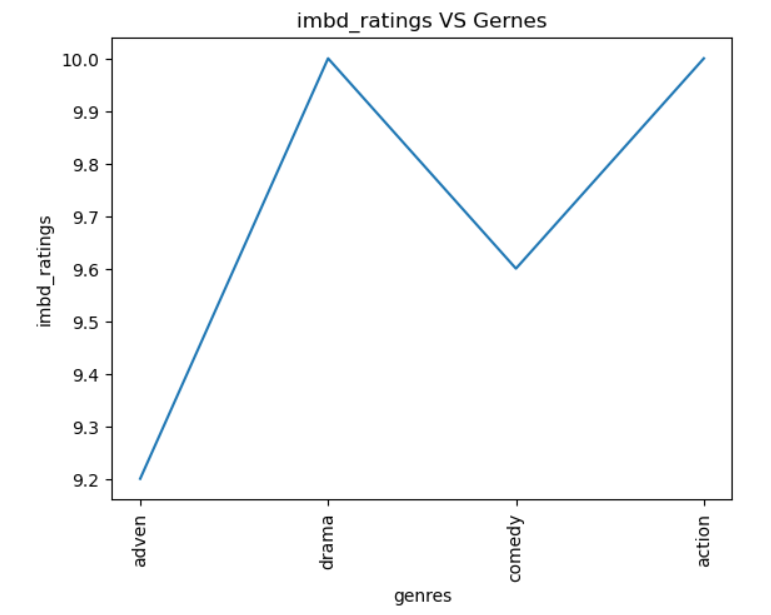 imbd_ratings VS Gernes
imbd_ratings
10.0
9.9
9.8
9.7
9.6
9.5
9.4
9.3
9.2
adven
drama
comedy
action
genres